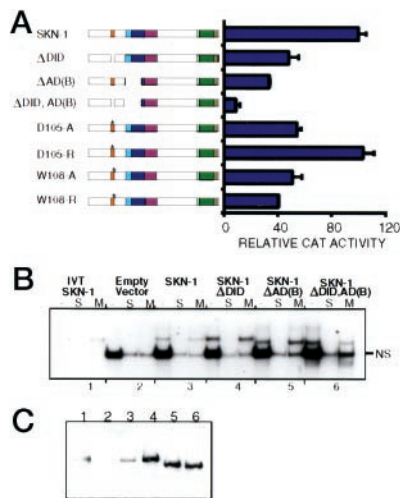 A
SKN-1
ΔDID
ΔAD(B)
ΔDID, AD(B)
D105-A
D105-R
W108-A
W108-R
0 40 80 120
RELATIVE CAT ACTIVITY
B
IVT SKN-1 Empty Vector SKN-1 SKN-1 ΔDID SKN-1 ΔAD(B) SKN-1 ΔDID,AD(B)
S M S M S M S M S M S M
NS
1 2 3 4 5 6
C
1 2 3 4 5 6